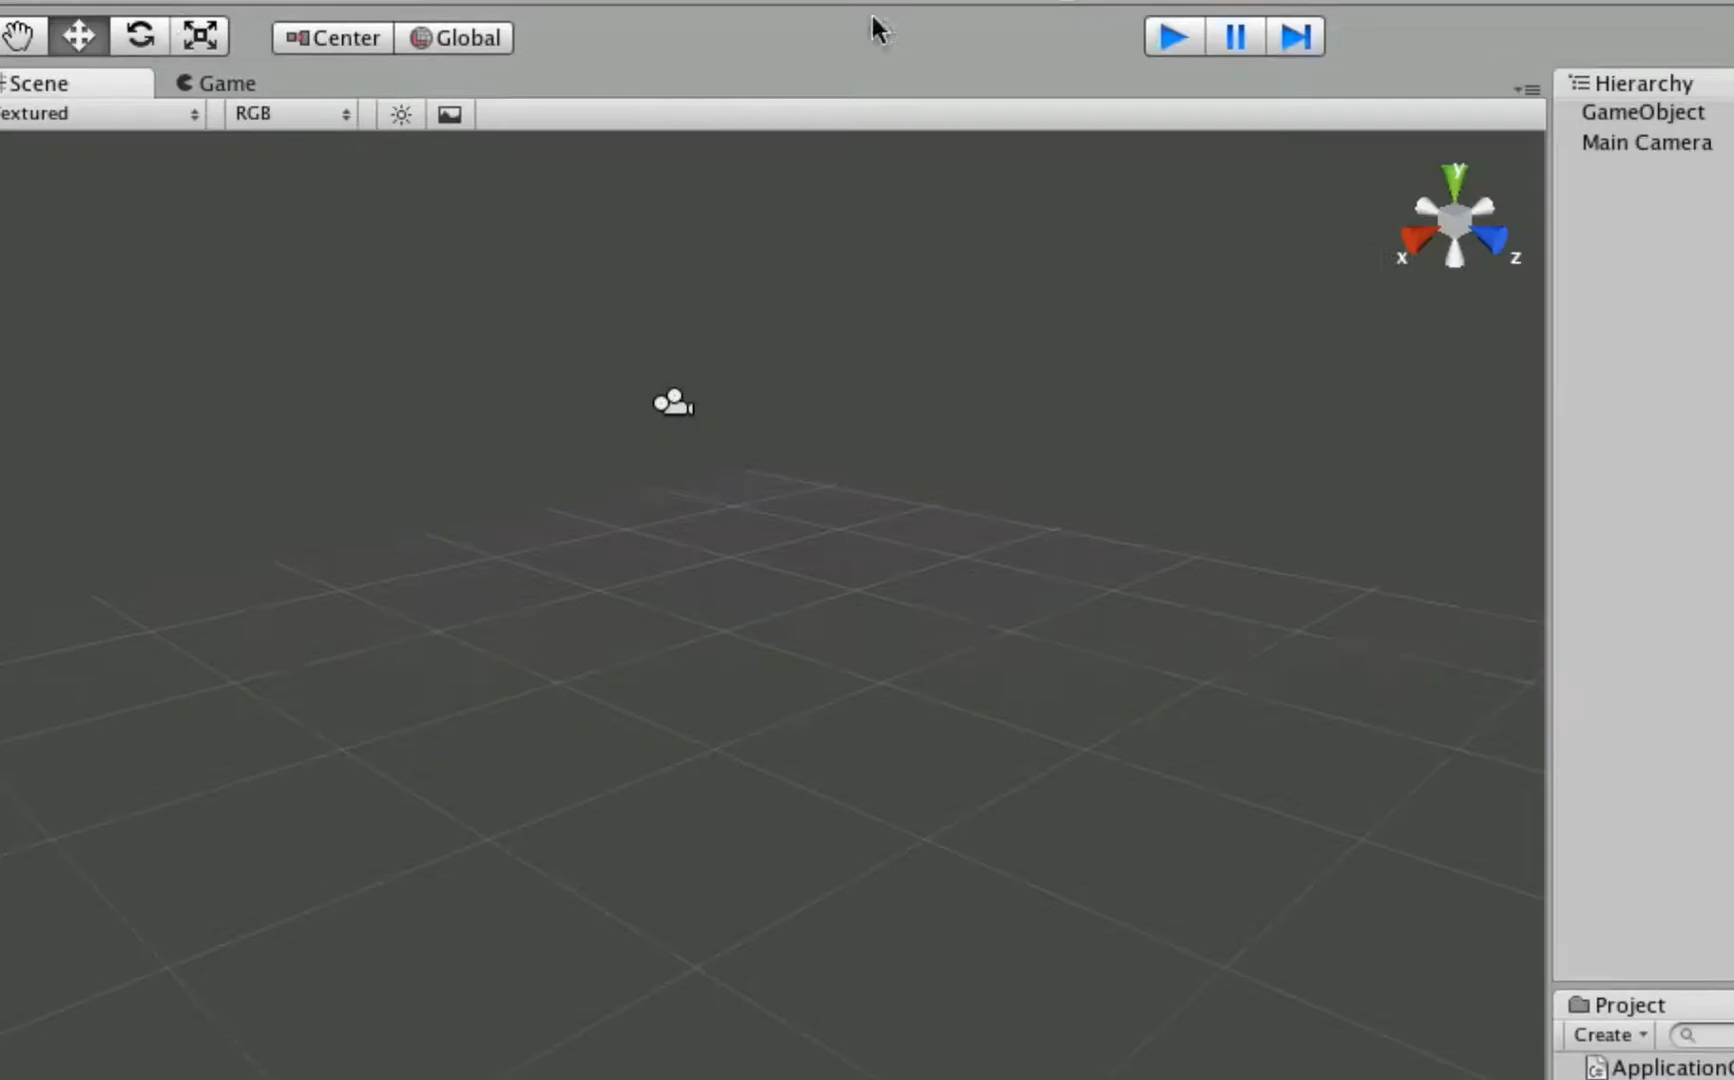 Center Global
Scene Game
extured RGB
Hierarchy
GameObject
Main Camera
y
x z
Project
Create
Application